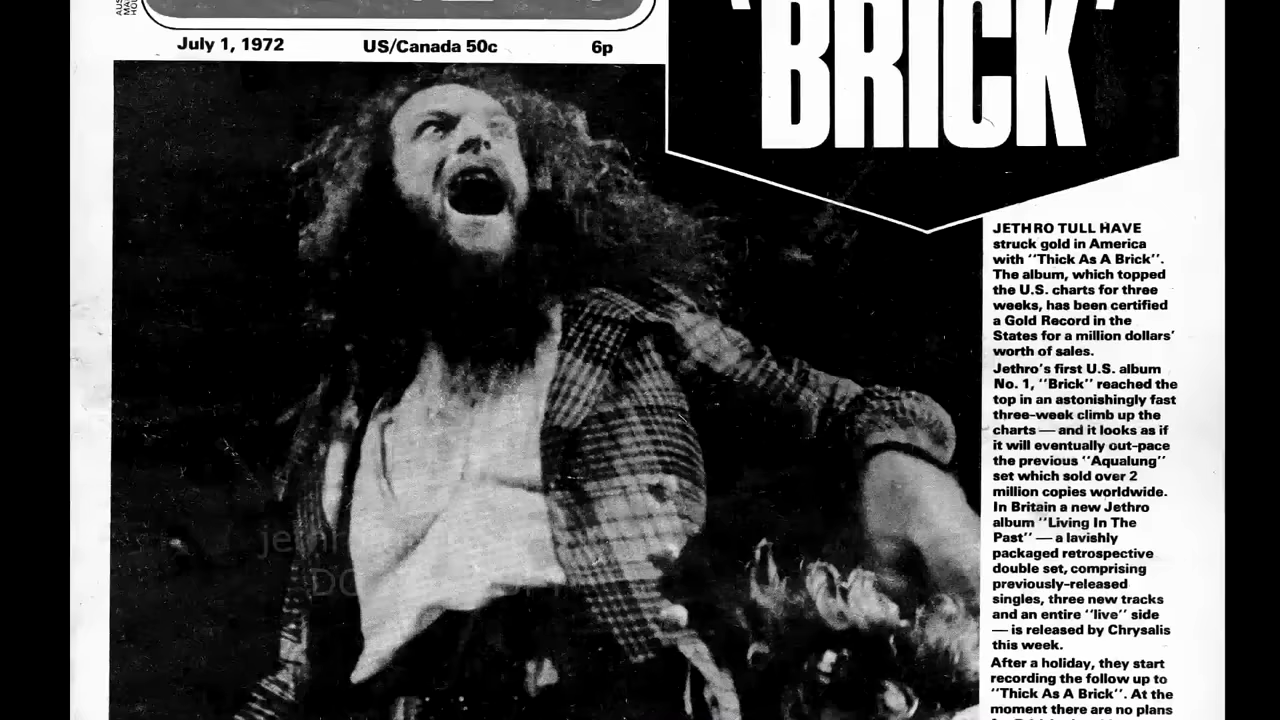 July 1, 1972 US/Canada 50c 6p
'BRICK'
JETHRO TULL HAVE
struck gold in America
with "Thick As A Brick".
The album, which topped
the U.S. charts for three
weeks, has been certified
a Gold Record in the
States for a million dollars'
worth of sales.
Jethro's first U.S. album
No. 1, "Brick" reached the
top in an astonishingly fast
three-week climb up the
charts — and it looks as if
it will eventually out-pace
the previous "Aqualung"
set which sold over 2
million copies worldwide.
In Britain a new Jethro
album "Living In The
Past" — a lavishly
packaged retrospective
double set, comprising
previously-released
singles, three new tracks
and an entire "live" side
— is released by Chrysalis
this week.
After a holiday, they start
recording the follow up to
"Thick As A Brick". At the
moment there are no plans